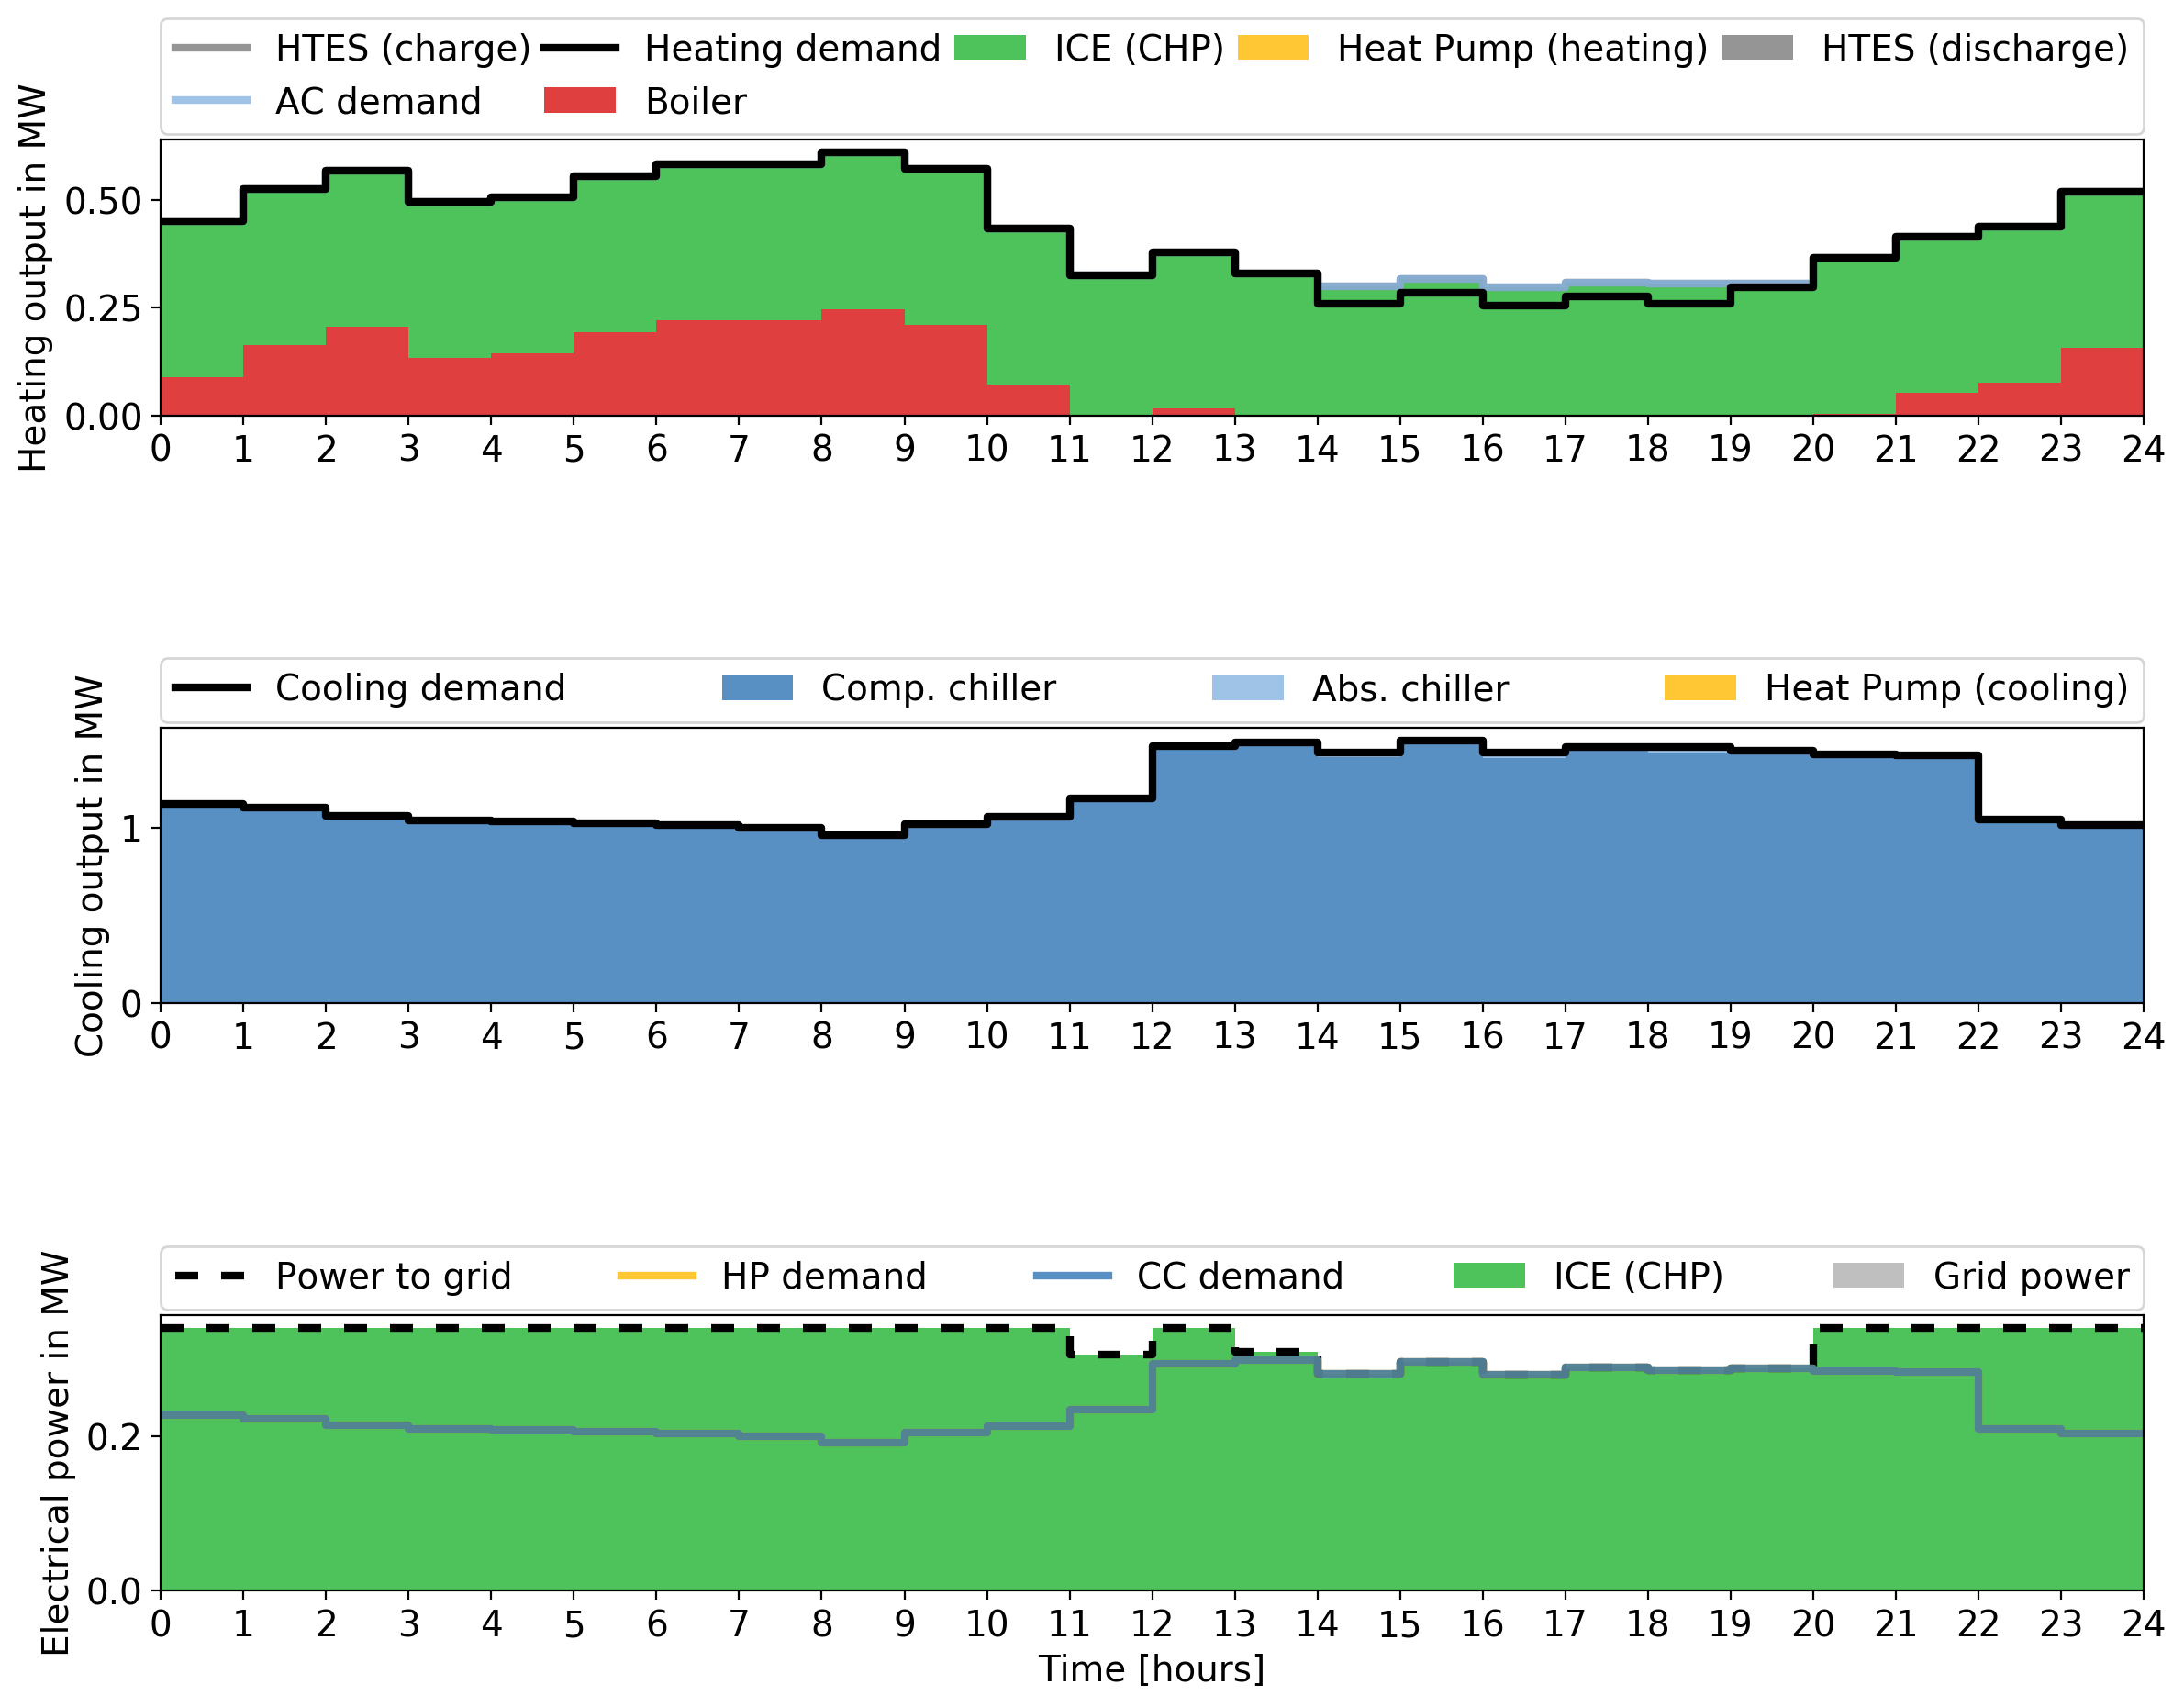 HTES (charge) Heating demand ICE (CHP) Heat Pump (heating) HTES (discharge)
AC demand Boiler
Heating output in MW
0.50
0.25
0.00
0 1 2 3 4 5 6 7 8 9 10 11 12 13 14 15 16 17 18 19 20 21 22 23 24
Cooling demand Comp. chiller Abs. chiller Heat Pump (cooling)
Cooling output in MW
1
0
0 1 2 3 4 5 6 7 8 9 10 11 12 13 14 15 16 17 18 19 20 21 22 23 24
Power to grid HP demand CC demand ICE (CHP) Grid power
Electrical power in MW
0.2
0.0
0 1 2 3 4 5 6 7 8 9 10 11 12 13 14 15 16 17 18 19 20 21 22 23 24
Time [hours]